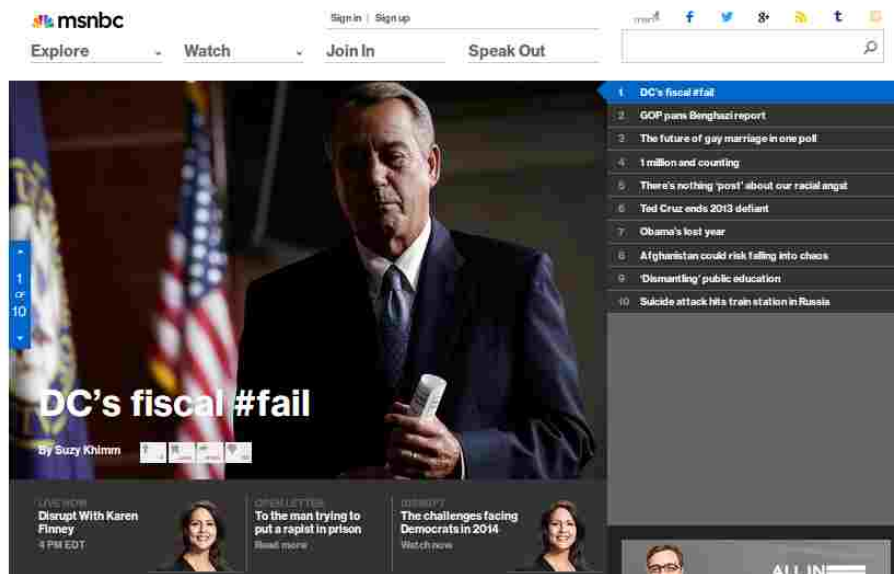 msnbc
Sign in | Sign up
Explore
Watch
Join In
Speak Out
1 DC's fiscal #fail
2 GOP pans Benghazi report
3 The future of gay marriage in one poll
4 1 million and counting
5 There's nothing 'post' about our racial angst
6 Ted Cruz ends 2013 defiant
7 Obama's lost year
8 Afghanistan could risk falling into chaos
9 'Dismantling' public education
10 Suicide attack hits train station in Russia
1
OF
10
DC's fiscal #fail
By Suzy Khimm
LIVE NOW
Disrupt With Karen
Finney
4 PM EDT
OPEN LETTER
To the man trying to
put a rapist in prison
Read more
DISRUPT
The challenges facing
Democrats in 2014
Watch now
ALL IN